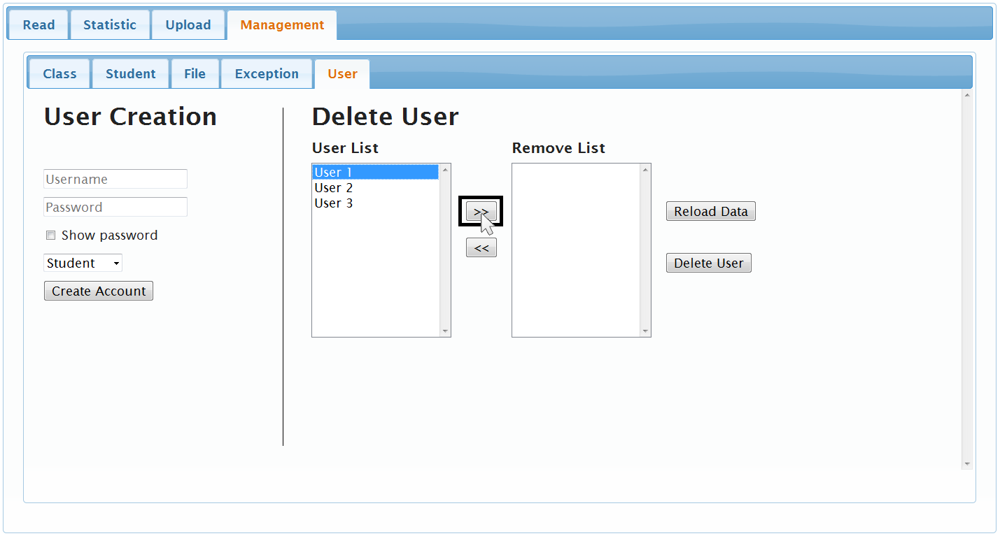 Read Statistic Upload Management
Class Student File Exception User
User Creation
Username
Password
Show password
Student
Create Account
Delete User
User List
User 1
User 2
User 3
>>
<<
Remove List
Reload Data
Delete User